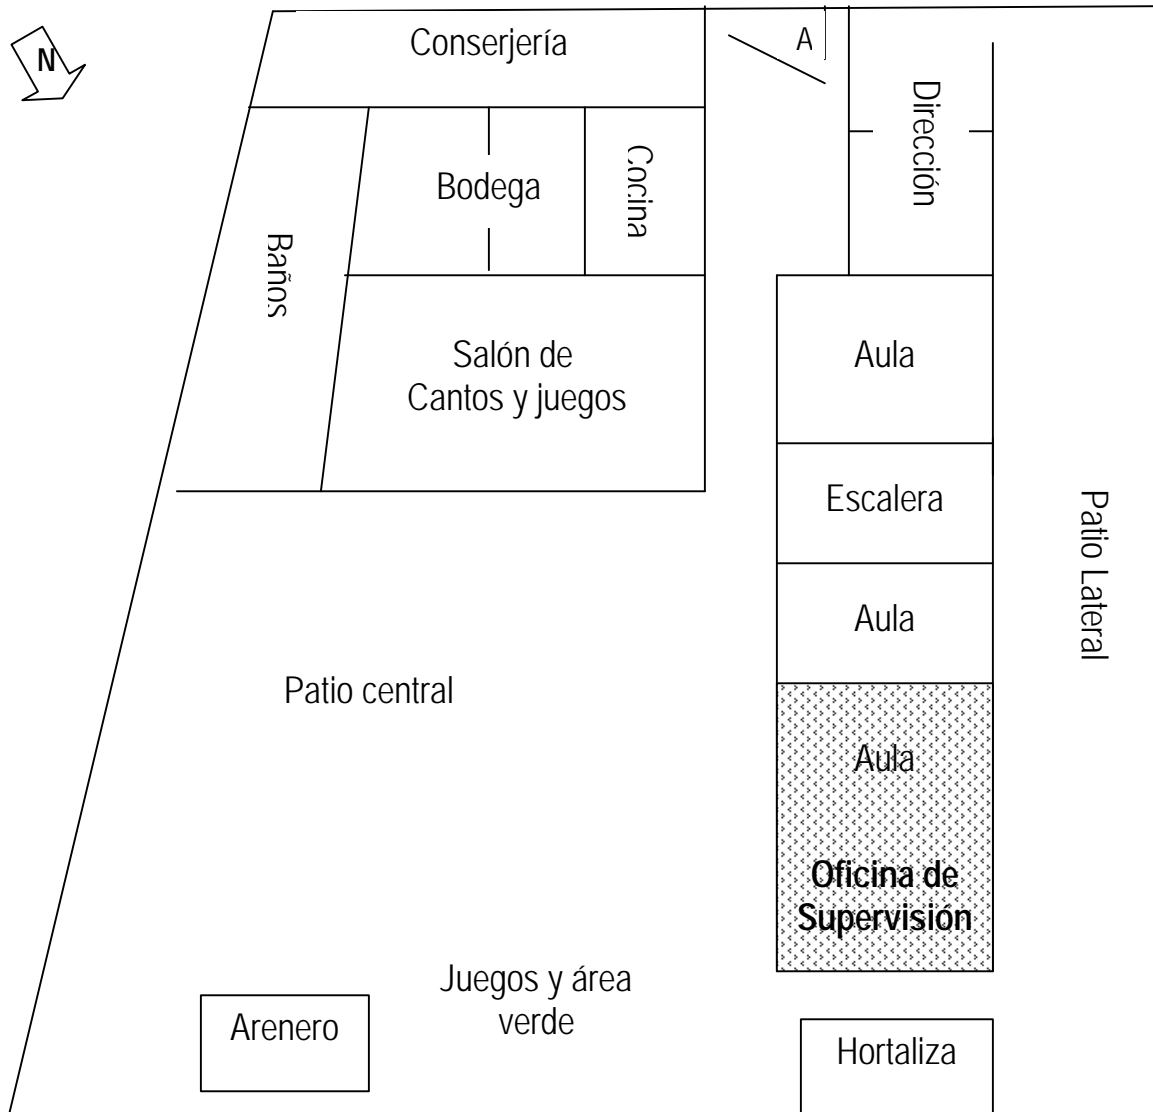 N
Conserjería
A
Dirección
Bodega
Cocina
Baños
Salón de
Cantos y juegos
Aula
Escalera
Aula
Patio Lateral
Patio central
Aula
Oficina de
Supervisión
Juegos y área
verde
Arenero
Hortaliza